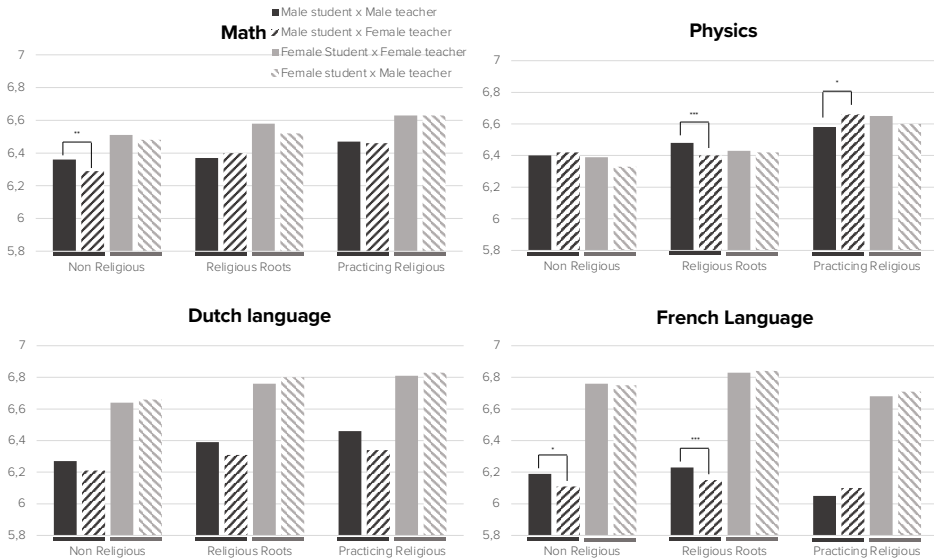 Math
Male student x Male teacher
Male student x Female teacher
Female Student x Female teacher
Female student x Male teacher
7
6,8
6,6
6,4
6,2
6
5,8
**
Non Religious
Religious Roots
Practicing Religious
Physics
7
6,8
6,6
6,4
6,2
6
5,8
***
*
Non Religious
Religious Roots
Practicing Religious
Dutch language
7
6,8
6,6
6,4
6,2
6
5,8
Non Religious
Religious Roots
Practicing Religious
French Language
7
6,8
6,6
6,4
6,2
6
5,8
*
***
Non Religious
Religious Roots
Practicing Religious